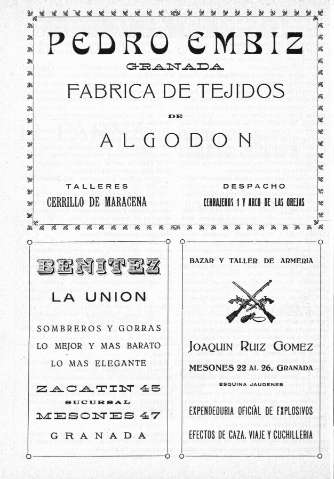 PEDRO EMBIZ
GRANADA
FABRICA DE TEJIDOS
DE
ALGODON
TALLERES
CERRILLO DE MARACENA
DESPACHO
CERRAJEROS 1 Y ARCO DE LAS OREJAS
BENITEZ
LA UNION
SOMBREROS Y GORRAS
LO MEJOR Y MAS BARATO
LO MAS ELEGANTE
ZACATIN 45
SUCURSAL
MESONES 47
GRANADA
BAZAR Y TALLER DE ARMERIA
JOAQUIN RUIZ GOMEZ
MESONES 22 AL 26. GRANADA
ESQUINA JAUDENES
EXPENDEDURIA OFICIAL DE EXPLOSIVOS
EFECTOS DE CAZA, VIAJE Y CUCHILLERIA